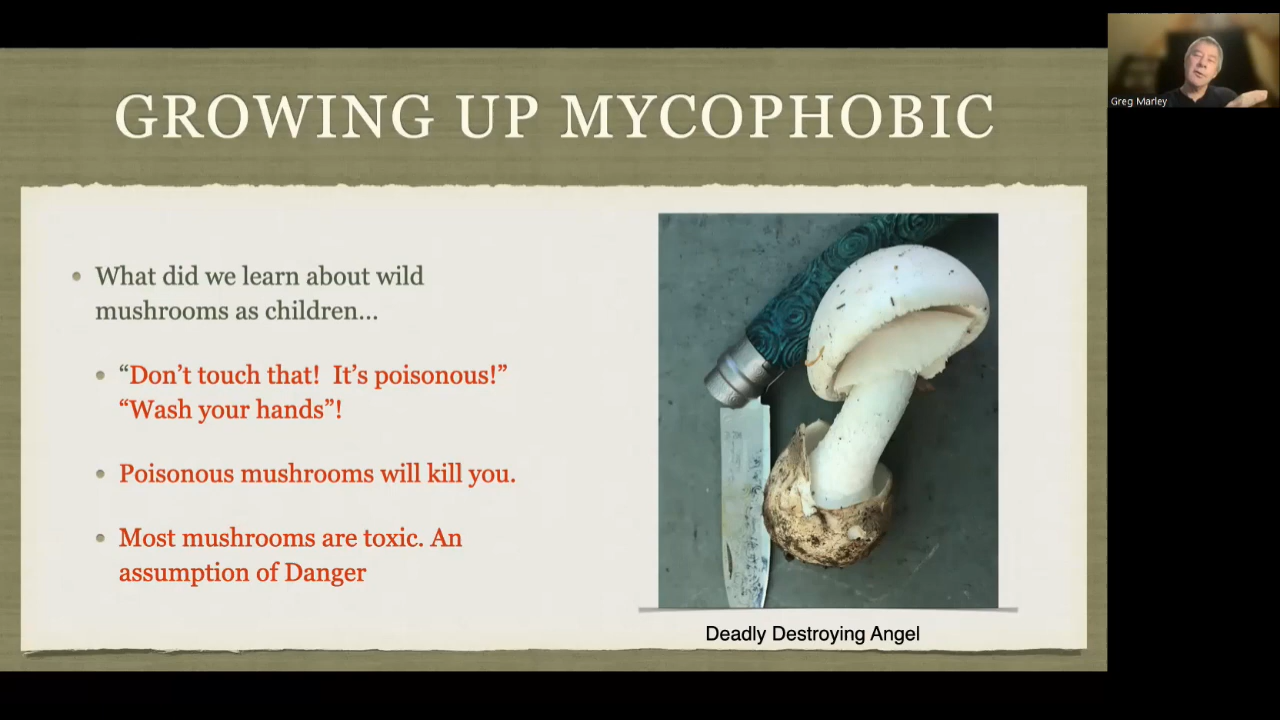 GROWING UP MYCOPHOBIC
Greg Marley
• What did we learn about wild
mushrooms as children...
• “Don’t touch that!  It’s poisonous!”
“Wash your hands”!
• Poisonous mushrooms will kill you.
• Most mushrooms are toxic. An
assumption of Danger
Deadly Destroying Angel